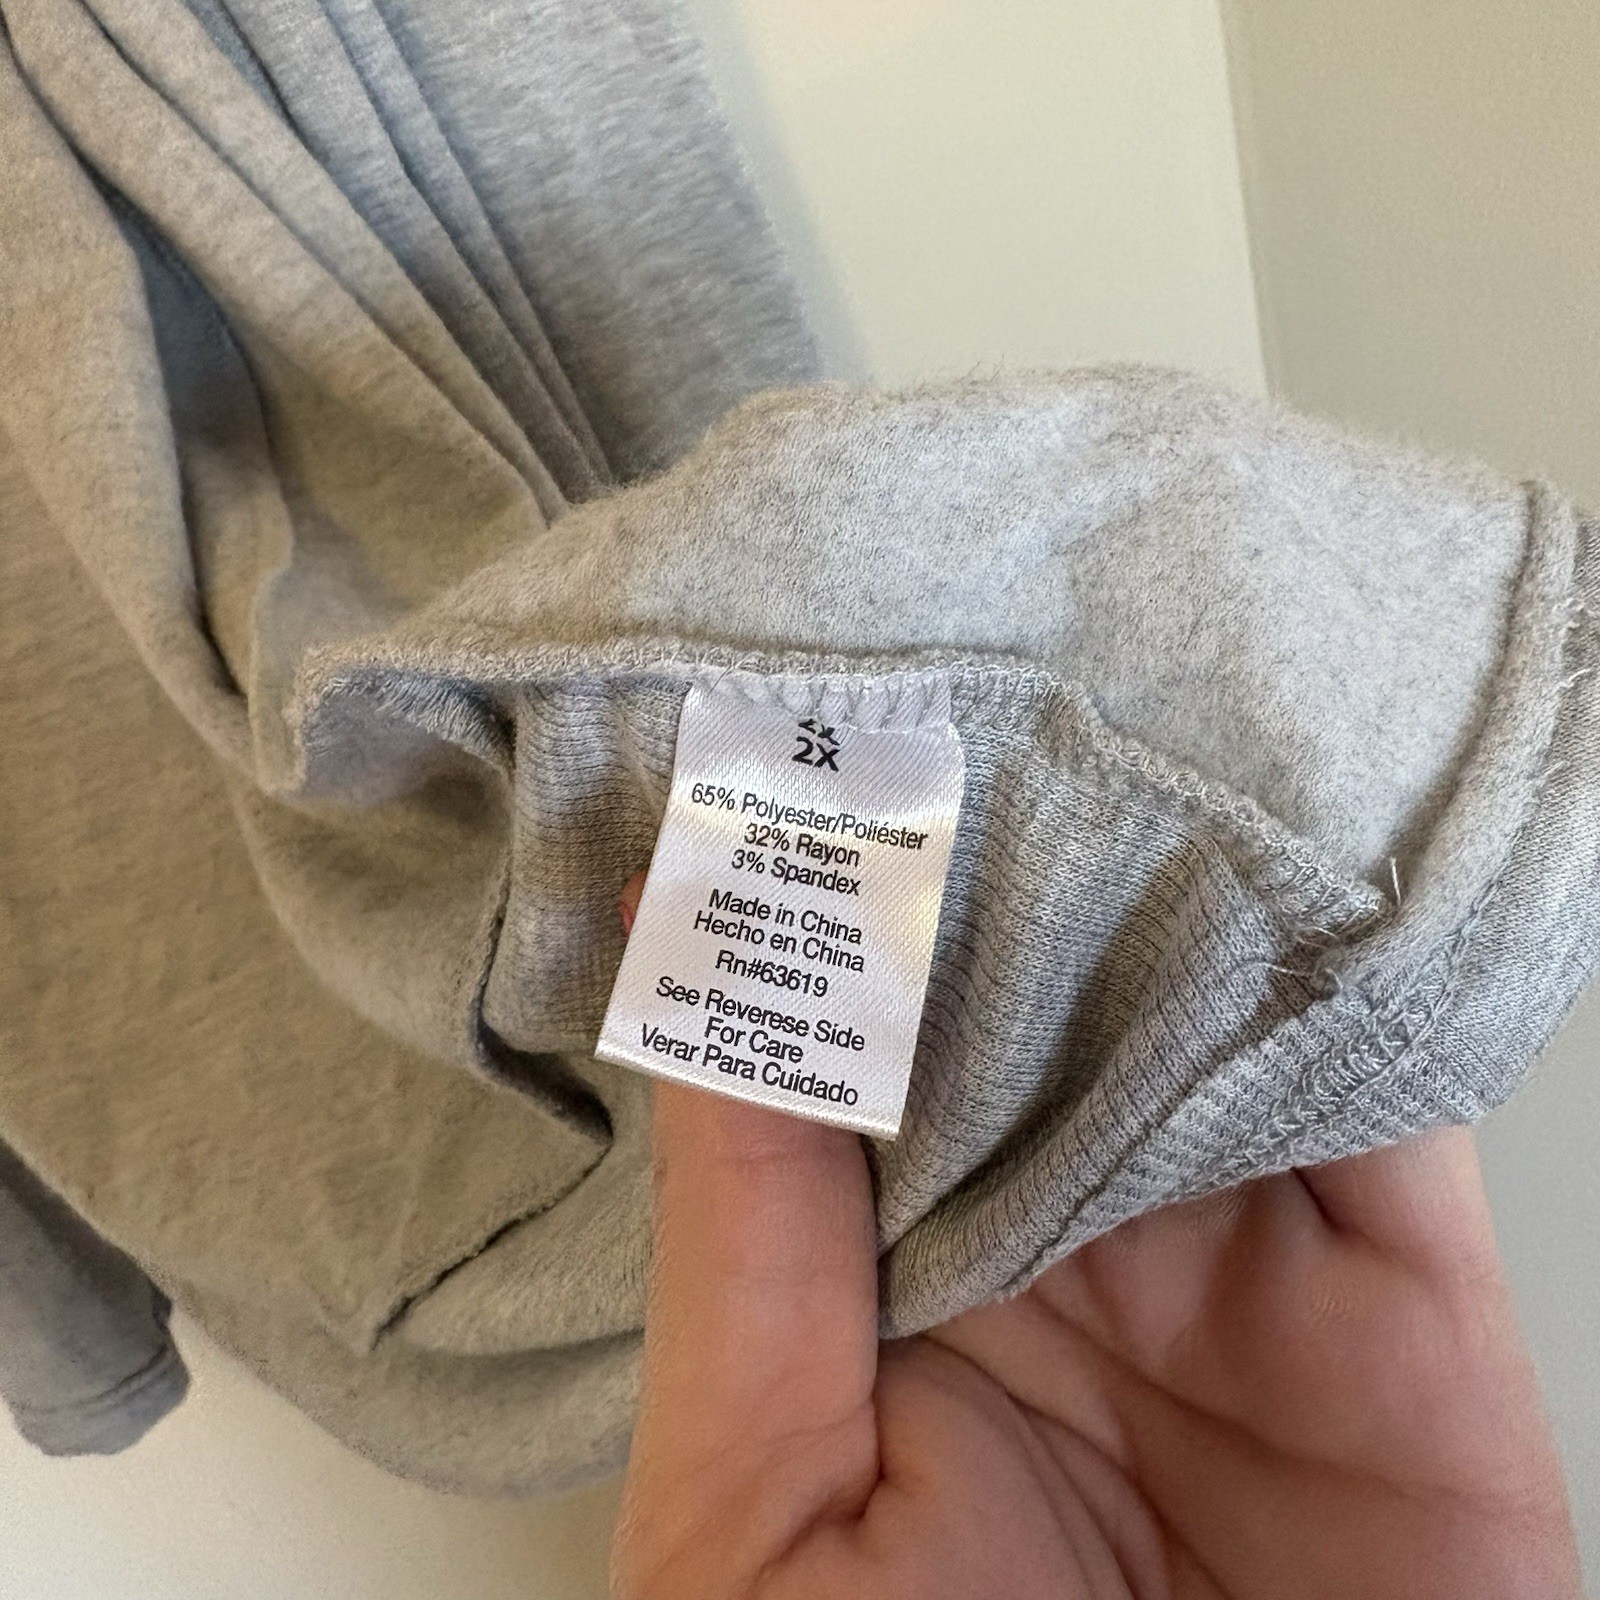 2X
2X
65% Polyester/Poliéster
32% Rayon
3% Spandex
Made in China
Hecho en China
Rn#63619
See Reverese Side
For Care
Verar Para Cuidado